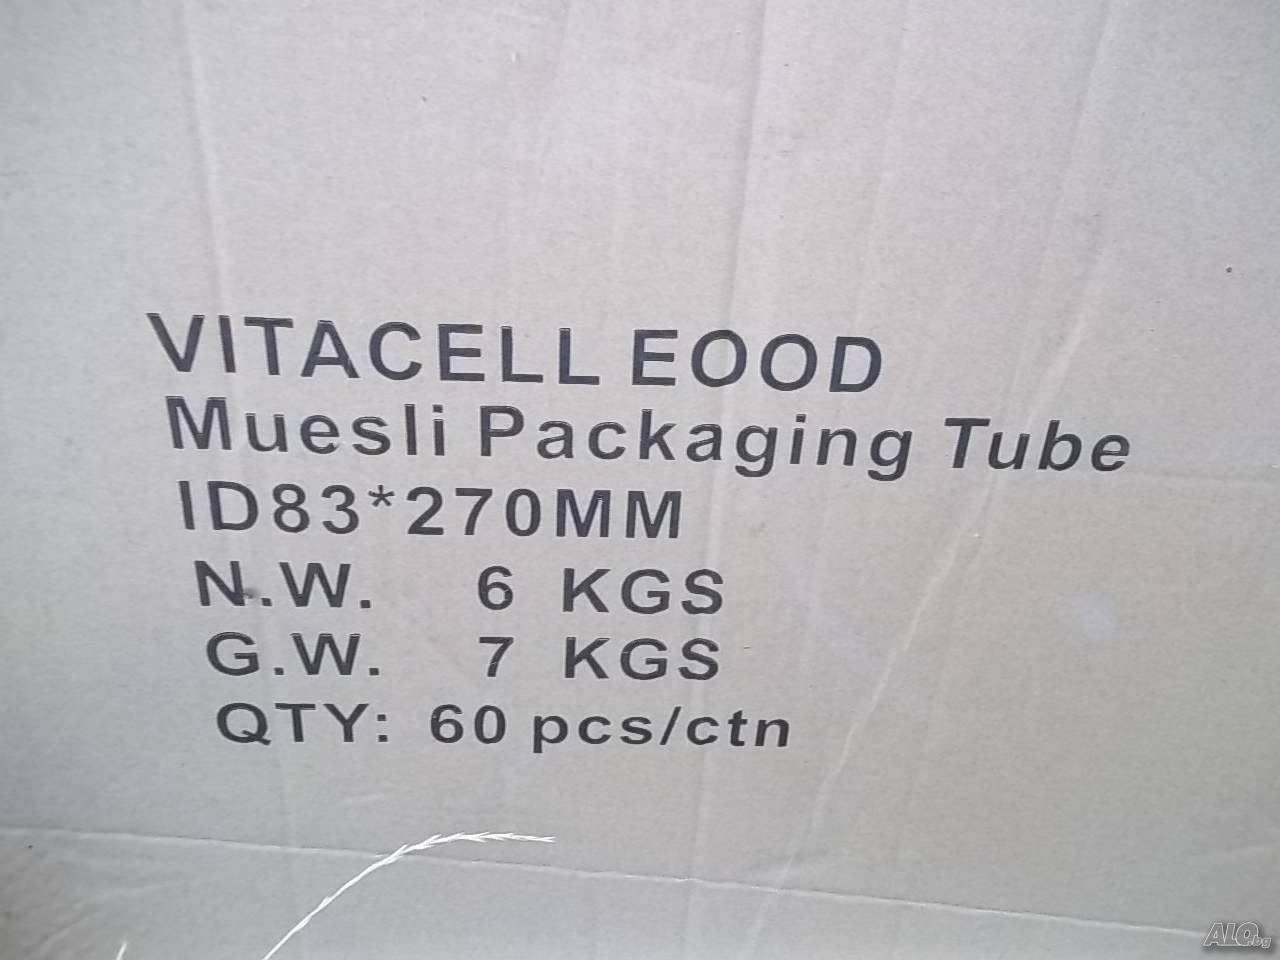 VITACELL EOOD
Muesli Packaging Tube
ID83*270MM
N.W. 6 KGS
G.W. 7 KGS
QTY: 60 pcs/ctn
ALO.bg